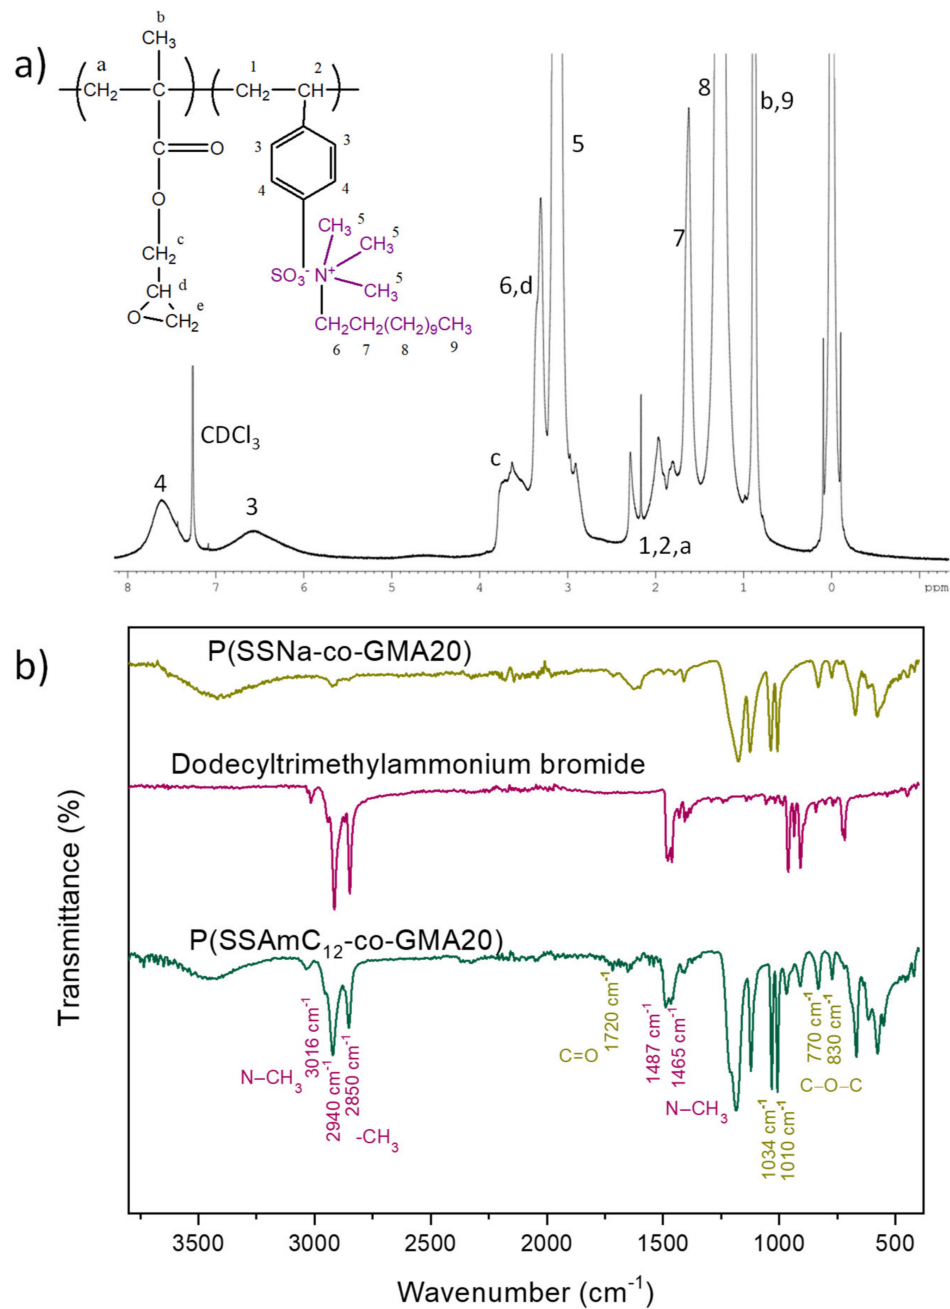 a)
b
CH₃
a
1
2
CH₂
C
CH₂
CH
3
3
C
O
4
4
O
CH₃
5
c
CH₃
5
CH₂
SO₃⁻
N⁺
5
CH
d
CH₃
O
CH₂
e
CH₂CH₂(CH₂)₉CH₃
6
7
8
9
8
b,9
5
7
6,d
CDCl₃
c
4
3
1,2,a
8
7
6
5
4
3
2
1
0
ppm
b)
P(SSNa-co-GMA20)
Dodecyltrimethylammonium bromide
P(SSAmC₁₂-co-GMA20)
N–CH₃
3016 cm⁻¹
2940 cm⁻¹
2850 cm⁻¹
-CH₃
C=O
1720 cm⁻¹
1487 cm⁻¹
1465 cm⁻¹
N–CH₃
1034 cm⁻¹
1010 cm⁻¹
770 cm⁻¹
830 cm⁻¹
C–O–C
Transmittance (%)
3500
3000
2500
2000
1500
1000
500
Wavenumber (cm⁻¹)